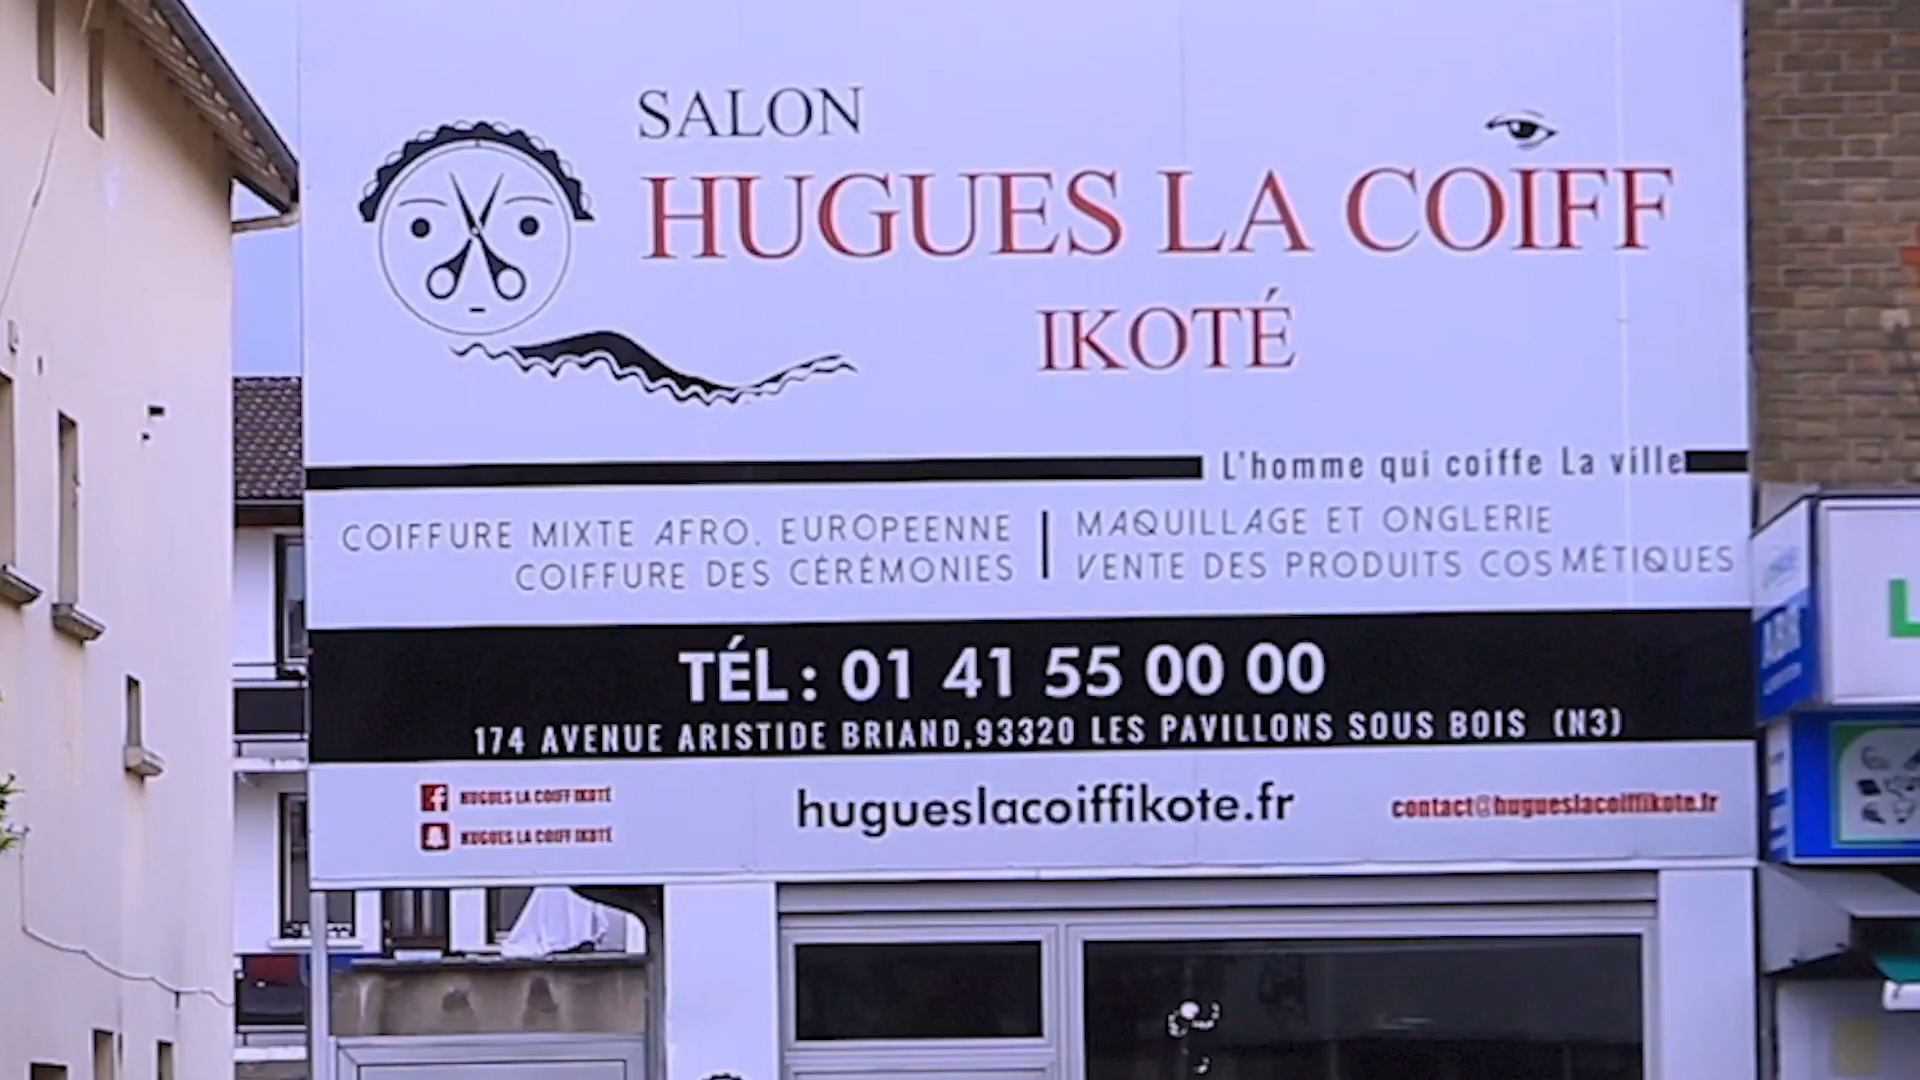 SALON
HUGUES LA COIFF
IKOTÉ
L'homme qui coiffe La ville
COIFFURE MIXTE AFRO. EUROPEENNE
COIFFURE DES CÉRÉMONIES
MAQUILLAGE ET ONGLERIE
VENTE DES PRODUITS COSMÉTIQUES
TÉL : 01 41 55 00 00
174 AVENUE ARISTIDE BRIAND.93320 LES PAVILLONS SOUS BOIS (N3)
HUGUES LA COIFF IKOTÉ
HUGUES LA COIFF IKOTÉ
hugueslacoiffikote.fr
contact@hugueslacoiffikote.fr